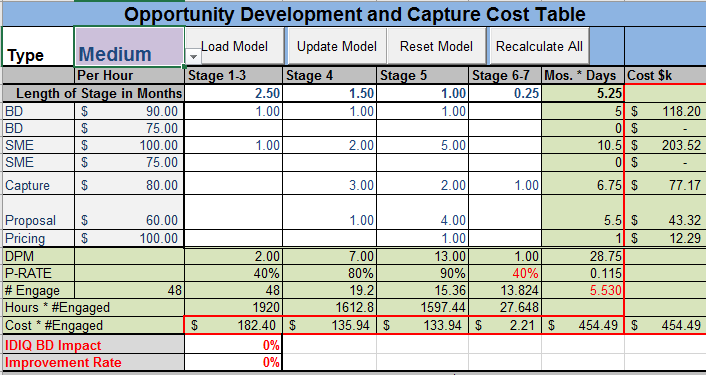 Opportunity Development and Capture Cost Table
Type Medium Load Model Update Model Reset Model Recalculate All
Per Hour Stage 1-3 Stage 4 Stage 5 Stage 6-7 Mos. * Days Cost $k
Length of Stage in Months 2.50 1.50 1.00 0.25 5.25
BD $ 90.00 1.00 1.00 1.00 5 $ 118.20
BD $ 75.00 0 $ -
SME $ 100.00 1.00 2.00 5.00 10.5 $ 203.52
SME $ 75.00 0 $ -
Capture $ 80.00 3.00 2.00 1.00 6.75 $ 77.17
Proposal $ 60.00 1.00 4.00 5.5 $ 43.32
Pricing $ 100.00 1.00 1 $ 12.29
DPM 2.00 7.00 13.00 1.00 28.75
P-RATE 40% 80% 90% 40% 0.115
# Engage 48 48 19.2 15.36 13.824 5.530
Hours * #Engaged 1920 1612.8 1597.44 27.648
Cost * #Engaged $ 182.40 $ 135.94 $ 133.94 $ 2.21 $ 454.49 $ 454.49
IDIQ BD Impact 0%
Improvement Rate 0%